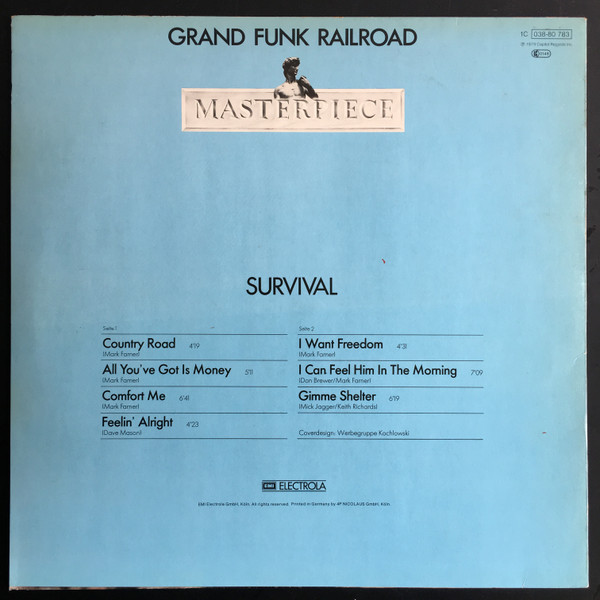 GRAND FUNK RAILROAD
1C 038-80 783
℗ 1971 Capitol Records Inc.
MASTERPIECE
SURVIVAL
Seite 1
Country Road 4'19
(Mark Farner)
All You've Got Is Money 5'11
(Mark Farner)
Comfort Me 6'41
(Mark Farner)
Feelin' Alright 4'23
(Dave Mason)
Seite 2
I Want Freedom 4'31
(Mark Farner)
I Can Feel Him In The Morning 7'09
(Don Brewer/Mark Farner)
Gimme Shelter 6'19
(Mick Jagger/Keith Richards)
Coverdesign: Werbegruppe Kochlowski
EMI ELECTROLA
EMI Electrola GmbH, Köln. All rights reserved. Printed in Germany by 4P NICOLAUS GmbH, Köln.